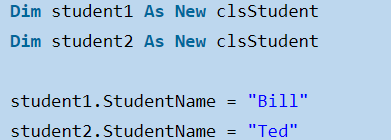 Dim student1 As New clsStudent
Dim student2 As New clsStudent
student1.StudentName = "Bill"
student2.StudentName = "Ted"